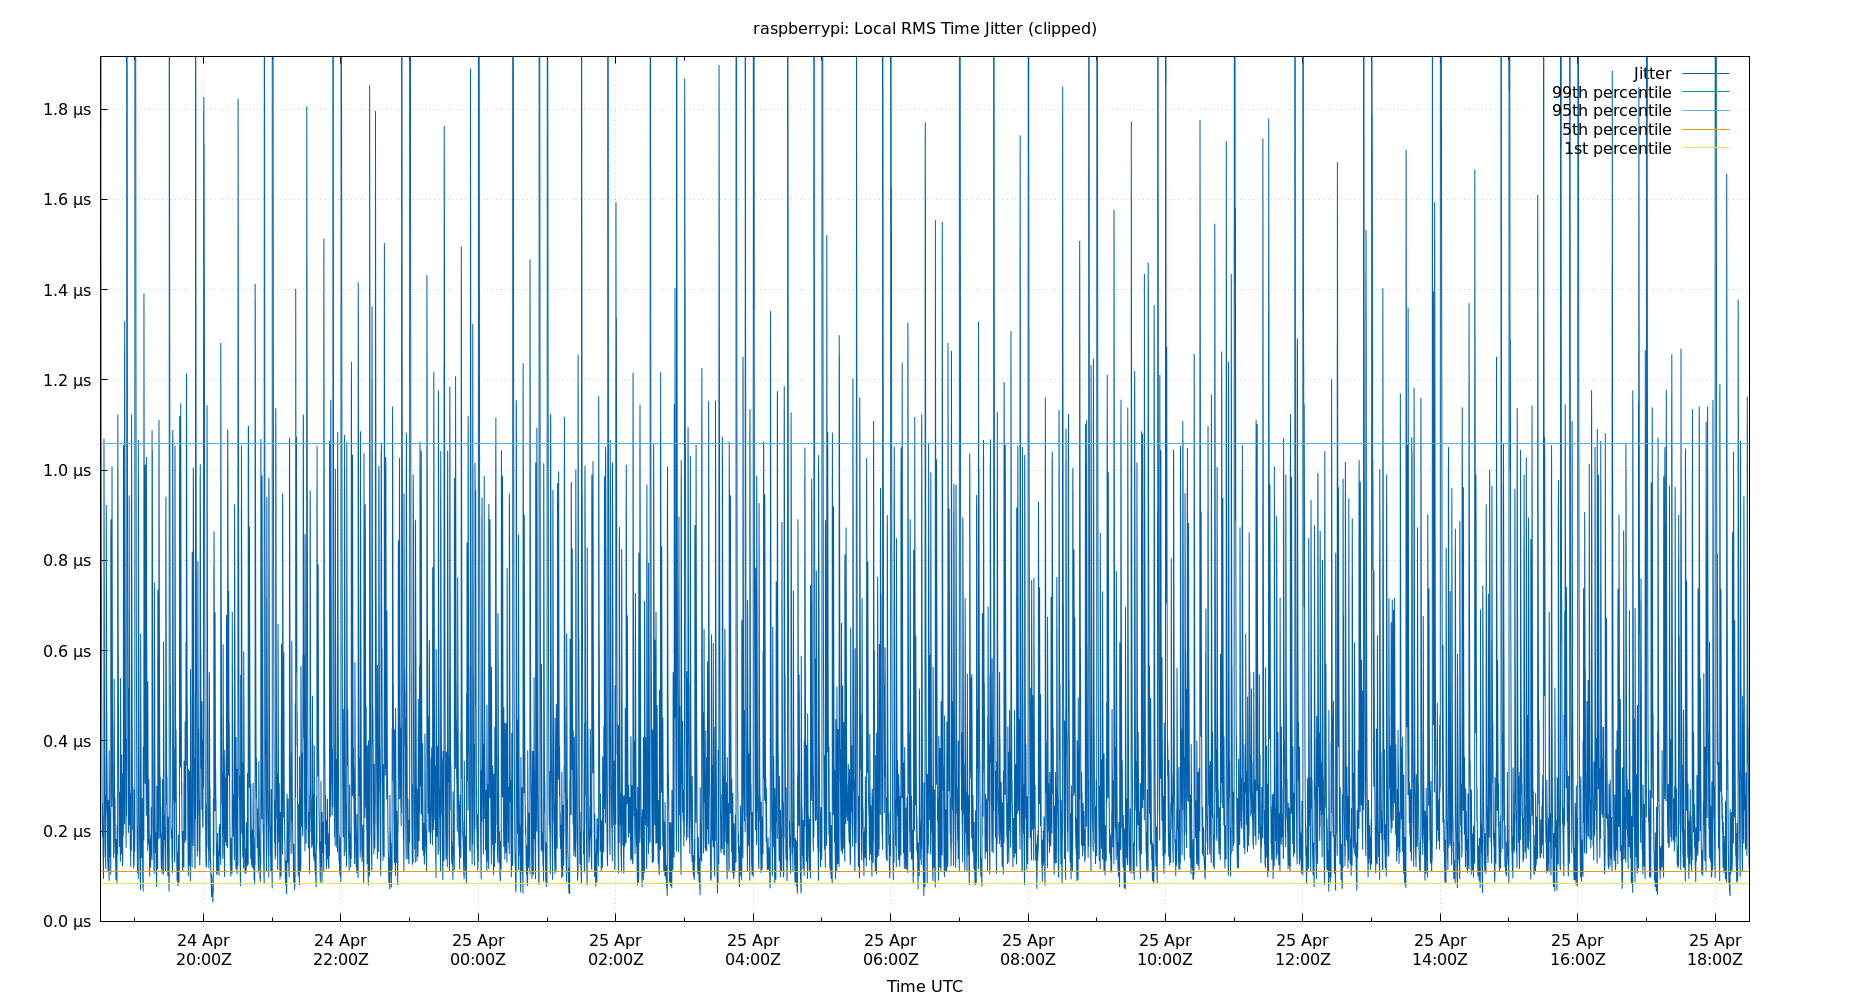 raspberrypi: Local RMS Time Jitter (clipped)
Jitter
99th percentile
95th percentile
5th percentile
1st percentile
1.8 µs
1.6 µs
1.4 µs
1.2 µs
1.0 µs
0.8 µs
0.6 µs
0.4 µs
0.2 µs
0.0 µs
24 Apr 24 Apr 25 Apr 25 Apr 25 Apr 25 Apr 25 Apr 25 Apr 25 Apr 25 Apr 25 Apr 25 Apr
20:00Z 22:00Z 00:00Z 02:00Z 04:00Z 06:00Z 08:00Z 10:00Z 12:00Z 14:00Z 16:00Z 18:00Z
Time UTC